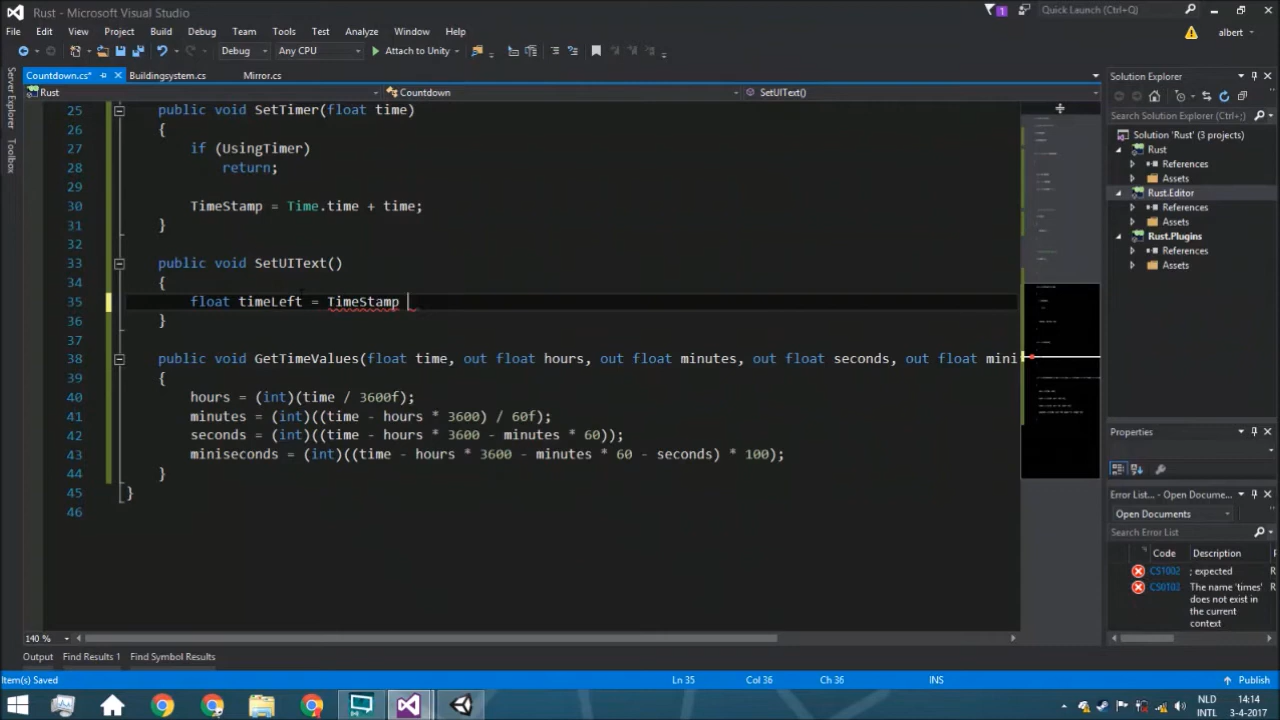 Rust - Microsoft Visual Studio
1
Quick Launch (Ctrl+Q)
File Edit View Project Build Debug Team Tools Test Analyze Window Help
albert
Debug Any CPU Attach to Unity
Server Explorer
Toolbox
Countdown.cs* Buildingsystem.cs Mirror.cs
Rust Countdown SetUIText()
25 public void SetTimer(float time)
26 {
27 if (UsingTimer)
28 return;
29
30 TimeStamp = Time.time + time;
31 }
32
33 public void SetUIText()
34 {
35 float timeLeft = TimeStamp
36 }
37
38 public void GetTimeValues(float time, out float hours, out float minutes, out float seconds, out float mini
39 {
40 hours = (int)(time / 3600f);
41 minutes = (int)((time - hours * 3600) / 60f);
42 seconds = (int)((time - hours * 3600 - minutes * 60));
43 miniseconds = (int)((time - hours * 3600 - minutes * 60 - seconds) * 100);
44 }
45 }
46
140 %
Solution Explorer
Search Solution Explorer (Ctrl+;)
Solution 'Rust' (3 projects)
Rust
References
Assets
Rust.Editor
References
Assets
Rust.Plugins
References
Assets
Properties
Error List - Open Docume...
Open Documents
Search Error List
Code Description
CS1002 ; expected R
CS0103 The name 'times' R
does not exist in
the current
context
Output Find Results 1 Find Symbol Results
Item(s) Saved Ln 35 Col 36 Ch 36 INS Publish
NLD 14:14
INTL 3-4-2017